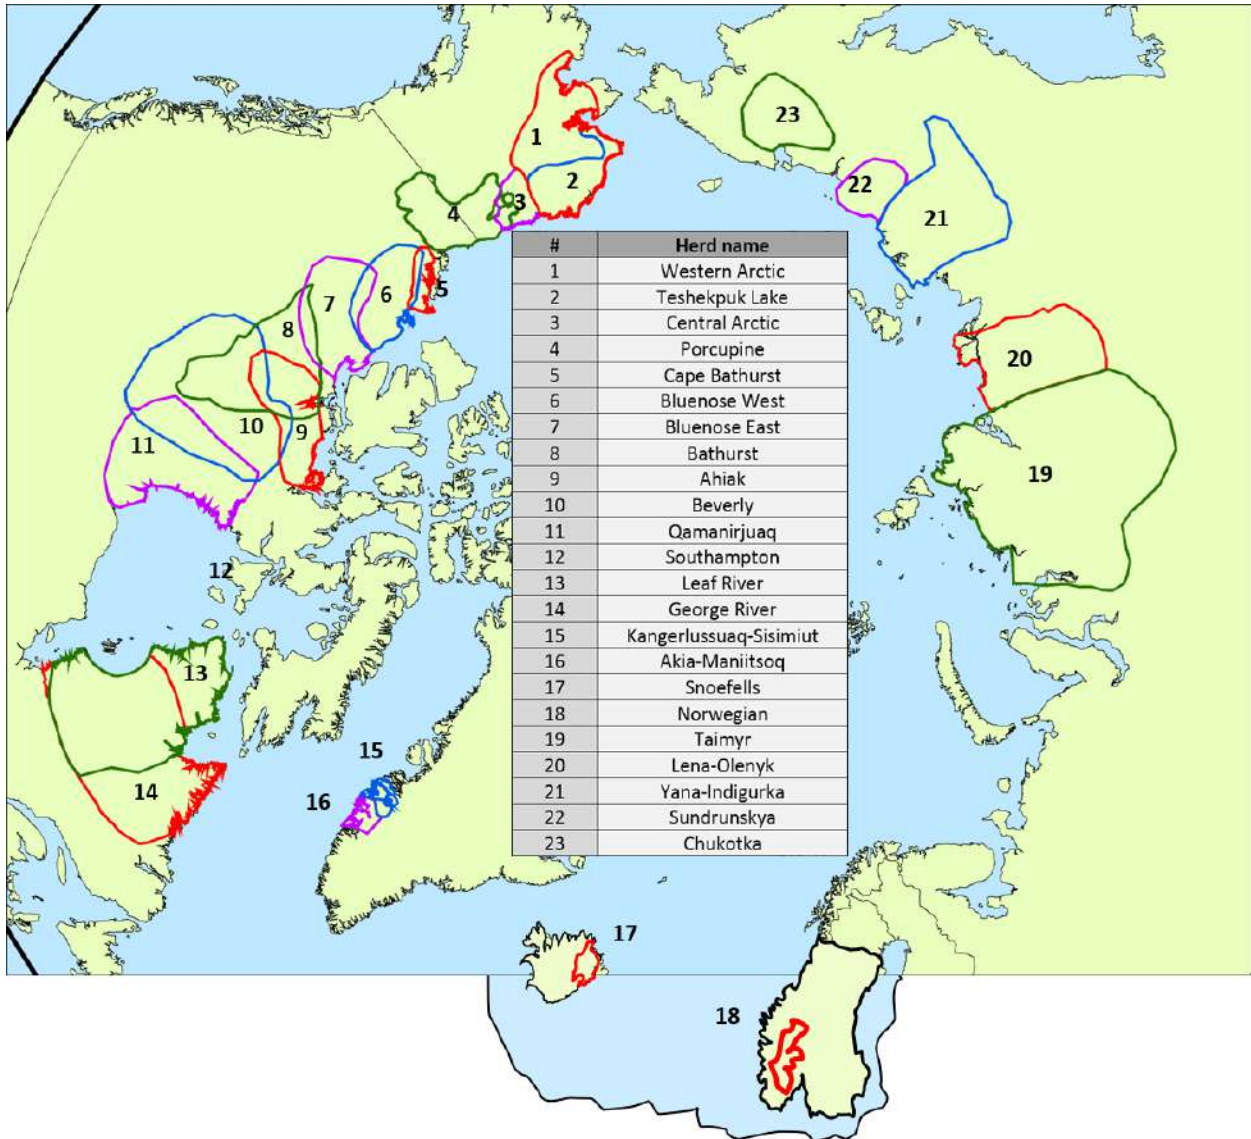 23
1
22
2
3
4
21
# Herd name
1 Western Arctic
2 Teshekpuk Lake
3 Central Arctic
4 Porcupine
5 Cape Bathurst
6 Bluenose West
7 Bluenose East
8 Bathurst
9 Ahiak
10 Beverly
11 Qamanirjuaq
12 Southampton
13 Leaf River
14 George River
15 Kangerlussuaq-Sisimiut
16 Akia-Maniitsoq
17 Snoefells
18 Norwegian
19 Taimyr
20 Lena-Olenyk
21 Yana-Indigurka
22 Sundrunskya
23 Chukotka
5
6
7
8
20
10
9
11
19
12
13
15
14
16
17
18